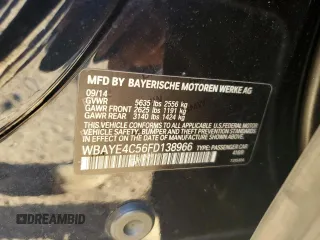 MFD BY BAYERISCHE MOTOREN WERKE AG
09/14
GVWR 5635 lbs 2556 kg
GAWR FRONT 2625 lbs 1191 kg
GAWR REAR 3140 lbs 1424 kg
THIS VEHICLE CONFORMS TO ALL APPLICABLE U.S. FEDERAL MOTOR
VEHICLE SAFETY, BUMPER, AND THEFT PREVENTION STANDARDS
IN EFFECT ON THE DATE OF MANUFACTURE SHOWN ABOVE.
WBAYE4C56FD138966 TYPE: PASSENGER CAR
DREAMBID